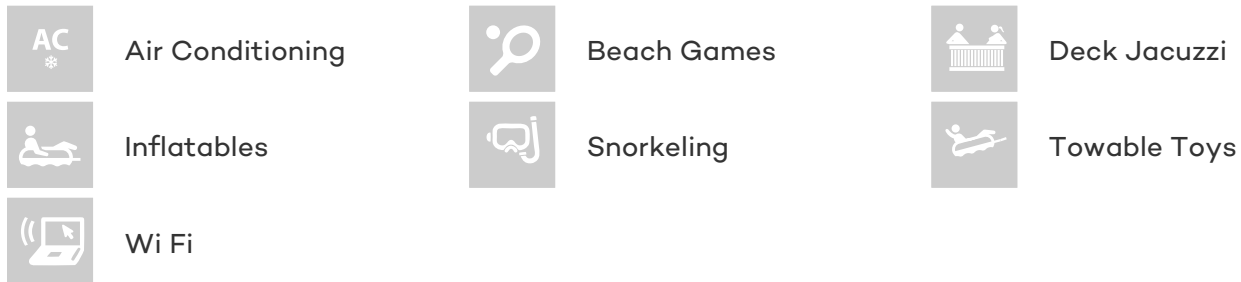 AC
Air Conditioning
Beach Games
Deck Jacuzzi
Inflatables
Snorkeling
Towable Toys
Wi Fi